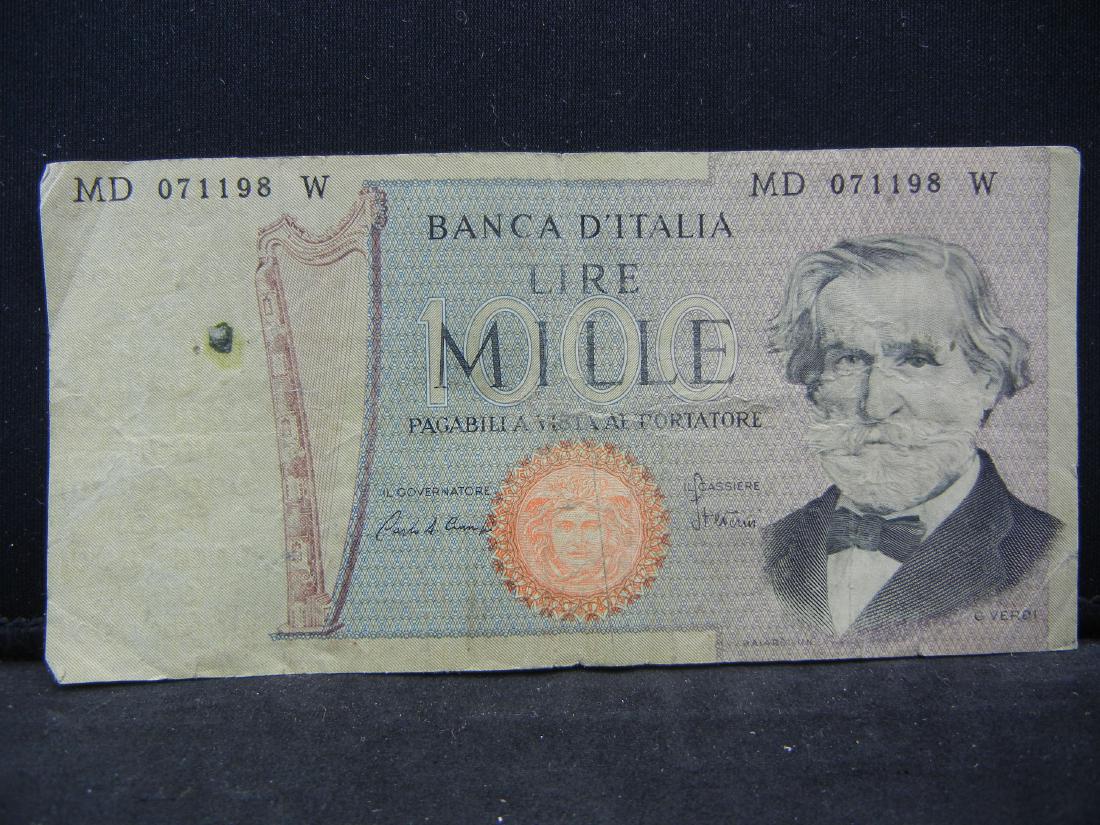 MD 071198 W
MD 071198 W
BANCA D'ITALIA
LIRE
1000
MILLE
PAGABILI A VISTA AL PORTATORE
IL GOVERNATORE
IL CASSIERE
G. VERDI